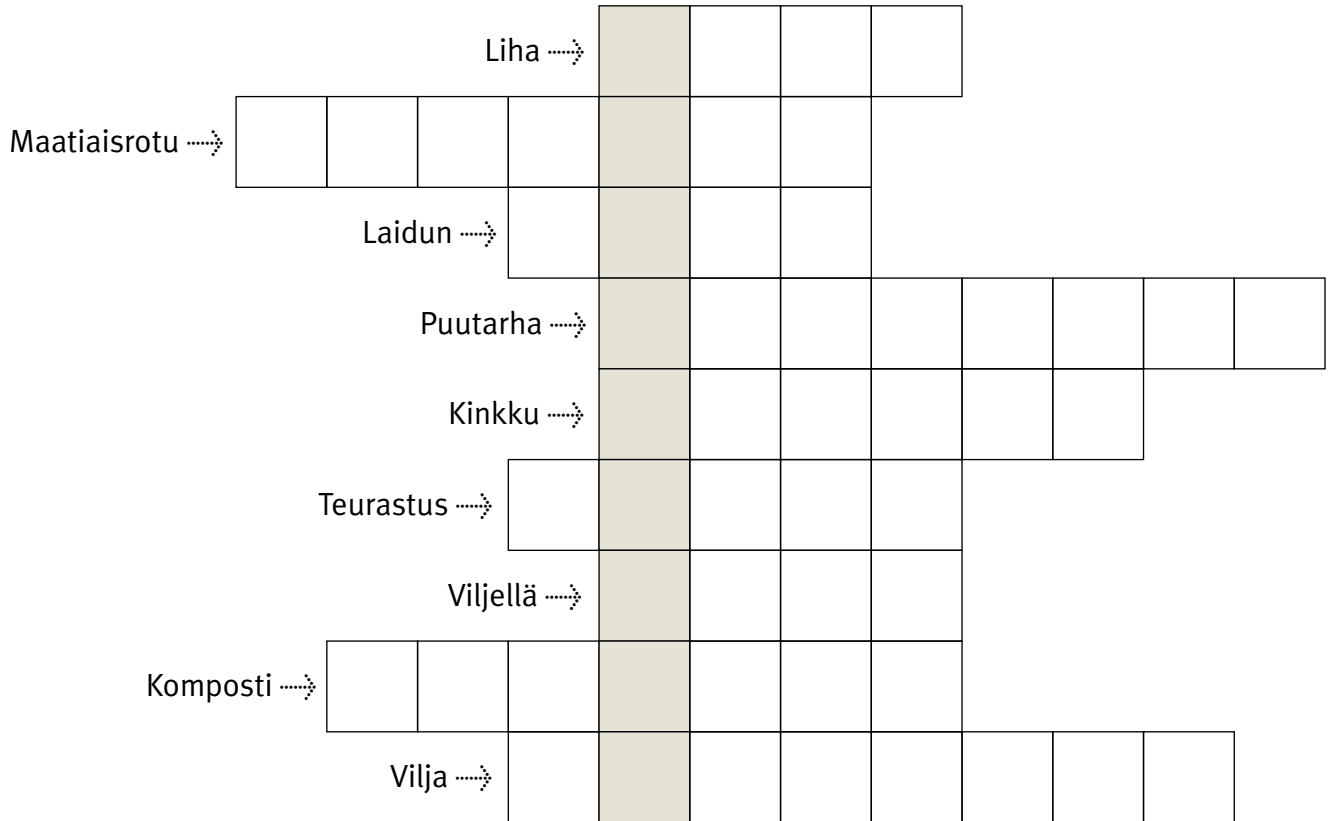 Liha
Maatiaisrotu
Laidun
Puutarha
Kinkku
Teurastus
Viljellä
Komposti
Vilja